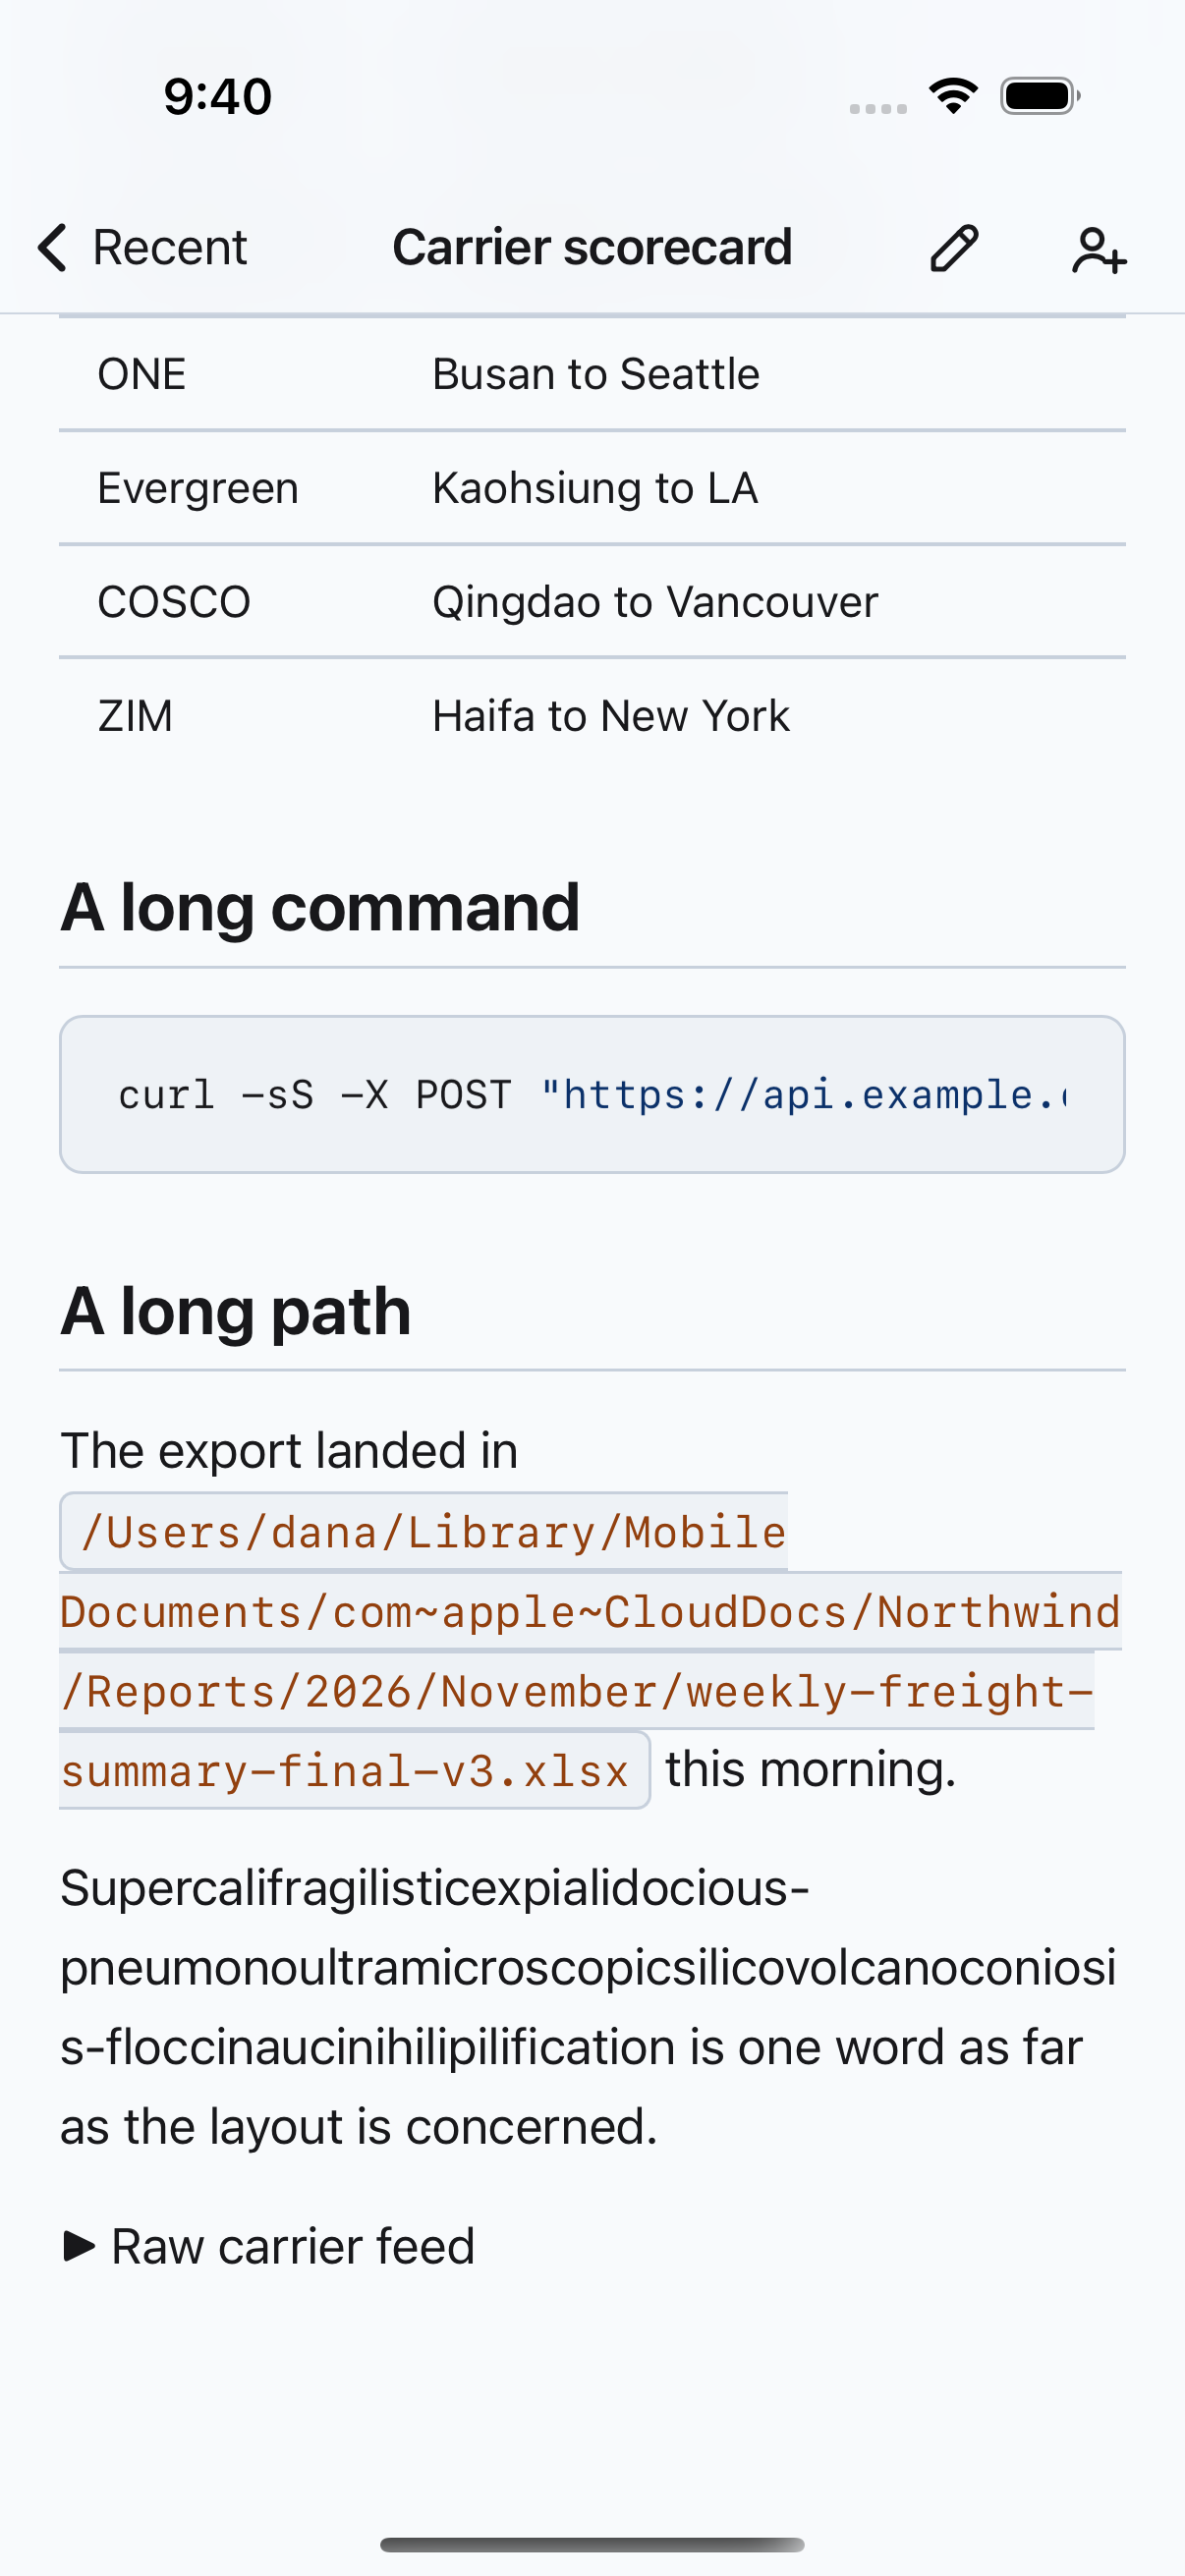 9:40
Recent
Carrier scorecard
ONE Busan to Seattle
Evergreen Kaohsiung to LA
COSCO Qingdao to Vancouver
ZIM Haifa to New York
A long command
curl -sS -X POST "https://api.example.
A long path
The export landed in
/Users/dana/Library/Mobile
Documents/com~apple~CloudDocs/Northwind
/Reports/2026/November/weekly-freight-
summary-final-v3.xlsx this morning.
Supercalifragilisticexpialidocious-
pneumonoultramicroscopicsilicovolcanoconiosi
s-floccinaucinihilipilification is one word as far
as the layout is concerned.
Raw carrier feed